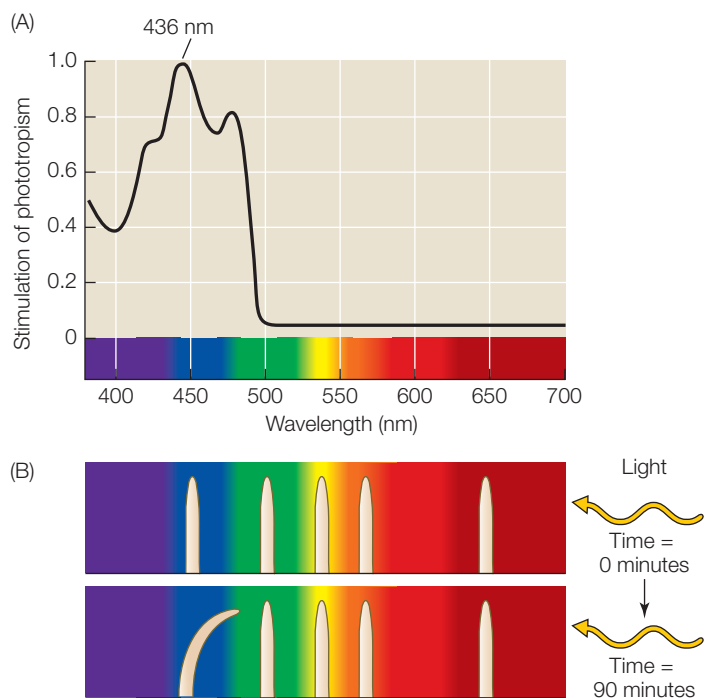 (A)
436 nm
1.0
0.8
0.6
0.4
0.2
0
Stimulation of phototropism
400 450 500 550 600 650 700
Wavelength (nm)
(B)
Light
Time =
0 minutes
Time =
90 minutes